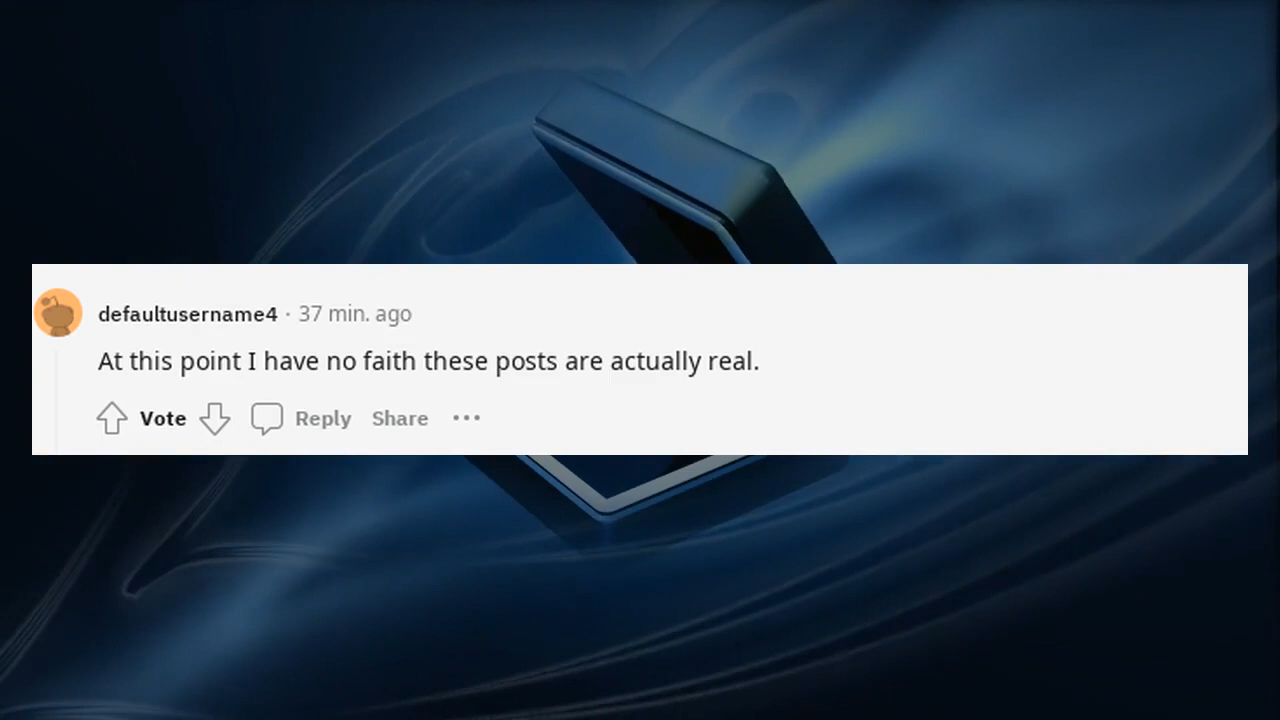 defaultusername4 · 37 min. ago
At this point I have no faith these posts are actually real.
Vote Reply Share ···